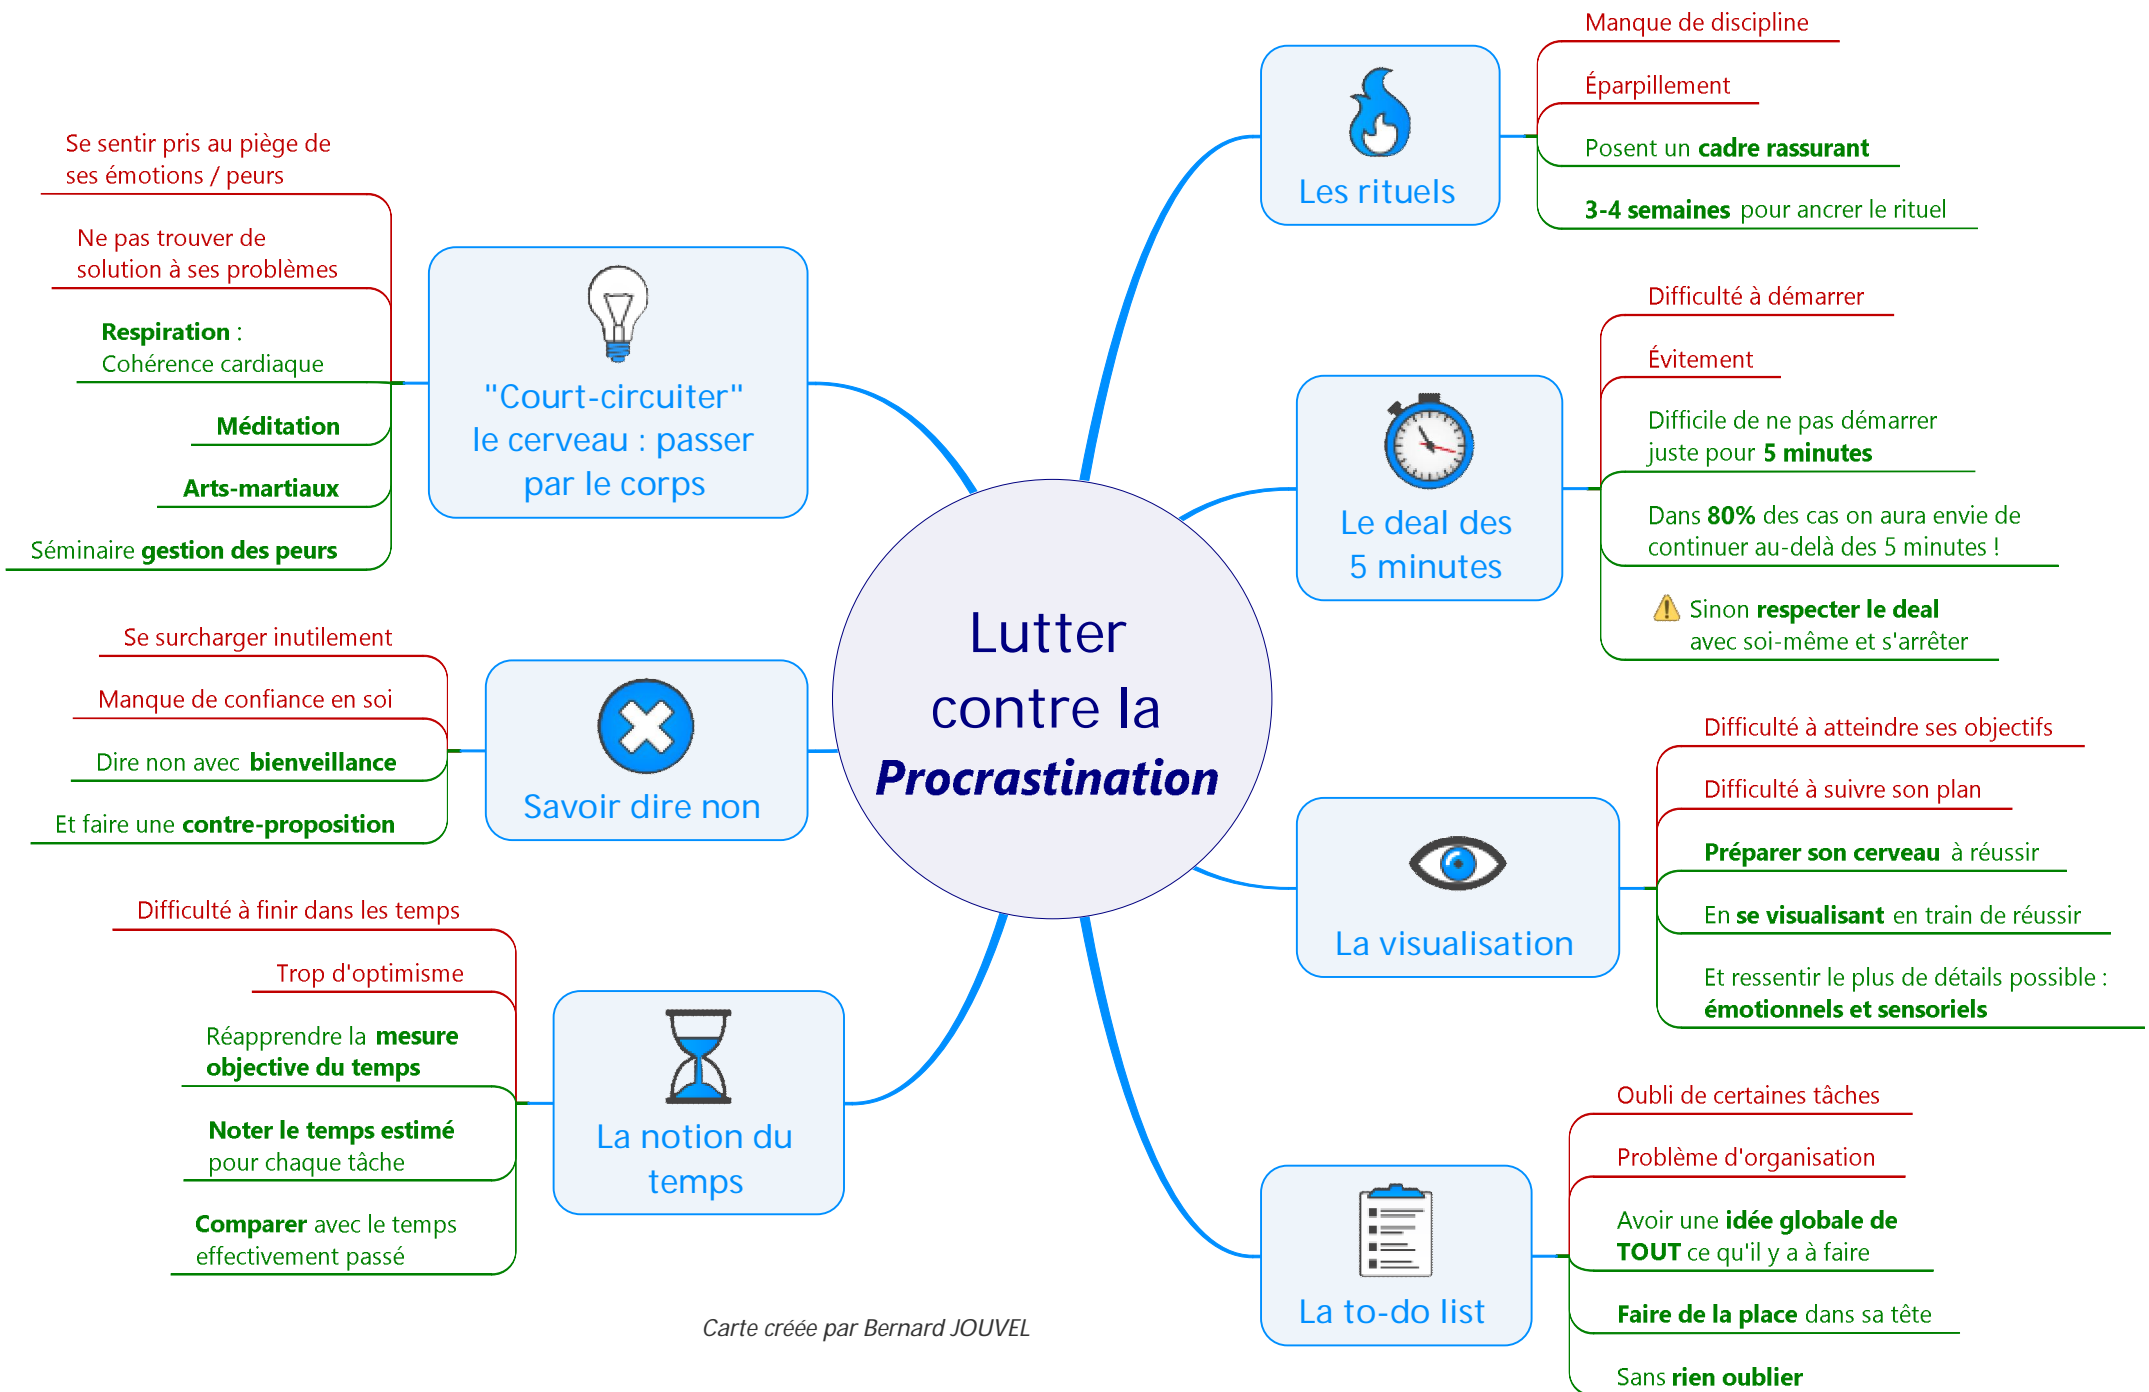 Lutter
contre la
Procrastination
Les rituels
Manque de discipline
Éparpillement
Posent un cadre rassurant
3-4 semaines pour ancrer le rituel
Le deal des
5 minutes
Difficulté à démarrer
Évitement
Difficile de ne pas démarrer
juste pour 5 minutes
Dans 80% des cas on aura envie de
continuer au-delà des 5 minutes !
Sinon respecter le deal
avec soi-même et s'arrêter
La visualisation
Difficulté à atteindre ses objectifs
Difficulté à suivre son plan
Préparer son cerveau à réussir
En se visualisant en train de réussir
Et ressentir le plus de détails possible :
émotionnels et sensoriels
La to-do list
Oubli de certaines tâches
Problème d'organisation
Avoir une idée globale de
TOUT ce qu'il y a à faire
Faire de la place dans sa tête
Sans rien oublier
La notion du
temps
Difficulté à finir dans les temps
Trop d'optimisme
Réapprendre la mesure
objective du temps
Noter le temps estimé
pour chaque tâche
Comparer avec le temps
effectivement passé
Savoir dire non
Se surcharger inutilement
Manque de confiance en soi
Dire non avec bienveillance
Et faire une contre-proposition
"Court-circuiter"
le cerveau : passer
par le corps
Se sentir pris au piège de
ses émotions / peurs
Ne pas trouver de
solution à ses problèmes
Respiration :
Cohérence cardiaque
Méditation
Arts-martiaux
Séminaire gestion des peurs
Carte créée par Bernard JOUVEL